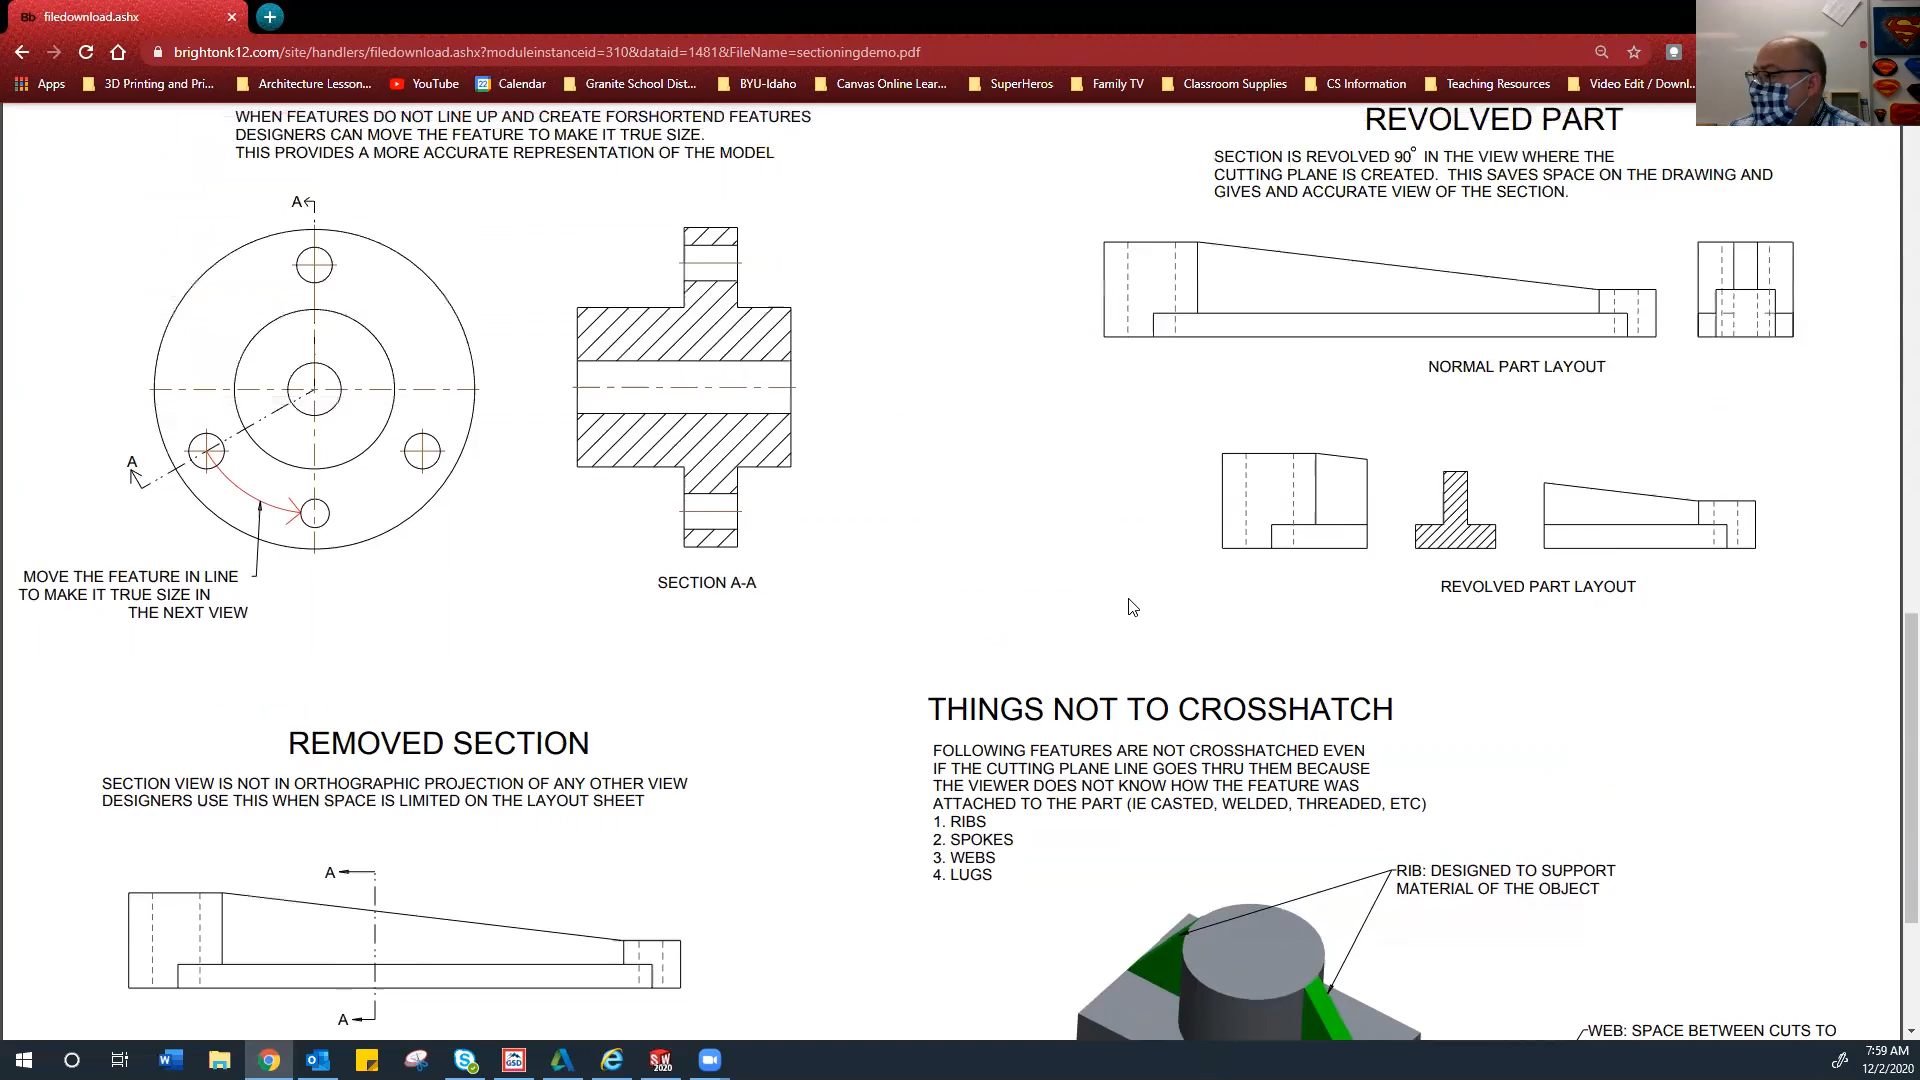 Bb filedownload.ashx
brightonk12.com/site/handlers/filedownload.ashx?moduleinstanceid=310&dataid=1481&FileName=sectioningdemo.pdf
Apps 3D Printing and Pri... Architecture Lesson... YouTube 22 Calendar Granite School Dist... BYU-Idaho Canvas Online Lear... SuperHeros Family TV Classroom Supplies CS Information Teaching Resources Video Edit / Downl...
WHEN FEATURES DO NOT LINE UP AND CREATE FORSHORTEND FEATURES
DESIGNERS CAN MOVE THE FEATURE TO MAKE IT TRUE SIZE.
THIS PROVIDES A MORE ACCURATE REPRESENTATION OF THE MODEL
A
A
MOVE THE FEATURE IN LINE
TO MAKE IT TRUE SIZE IN
THE NEXT VIEW
SECTION A-A
REVOLVED PART
SECTION IS REVOLVED 90° IN THE VIEW WHERE THE
CUTTING PLANE IS CREATED. THIS SAVES SPACE ON THE DRAWING AND
GIVES AND ACCURATE VIEW OF THE SECTION.
NORMAL PART LAYOUT
REVOLVED PART LAYOUT
REMOVED SECTION
SECTION VIEW IS NOT IN ORTHOGRAPHIC PROJECTION OF ANY OTHER VIEW
DESIGNERS USE THIS WHEN SPACE IS LIMITED ON THE LAYOUT SHEET
A
A
THINGS NOT TO CROSSHATCH
FOLLOWING FEATURES ARE NOT CROSSHATCHED EVEN
IF THE CUTTING PLANE LINE GOES THRU THEM BECAUSE
THE VIEWER DOES NOT KNOW HOW THE FEATURE WAS
ATTACHED TO THE PART (IE CASTED, WELDED, THREADED, ETC)
1. RIBS
2. SPOKES
3. WEBS
4. LUGS
RIB: DESIGNED TO SUPPORT
MATERIAL OF THE OBJECT
WEB: SPACE BETWEEN CUTS TO
GSD
SW
2020
7:59 AM
12/2/2020